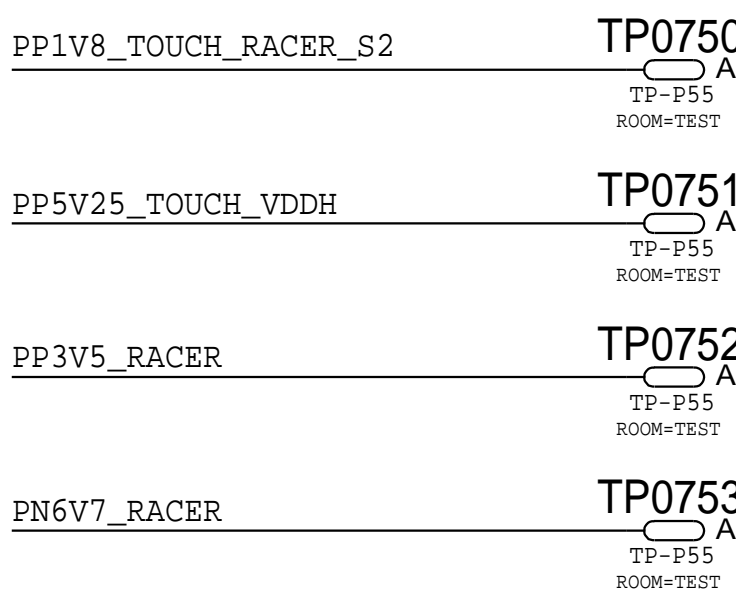 PP1V8_TOUCH_RACER_S2 TP0750
A
TP-P55
ROOM=TEST
PP5V25_TOUCH_VDDH TP0751
A
TP-P55
ROOM=TEST
PP3V5_RACER TP0752
A
TP-P55
ROOM=TEST
PN6V7_RACER TP0753
A
TP-P55
ROOM=TEST